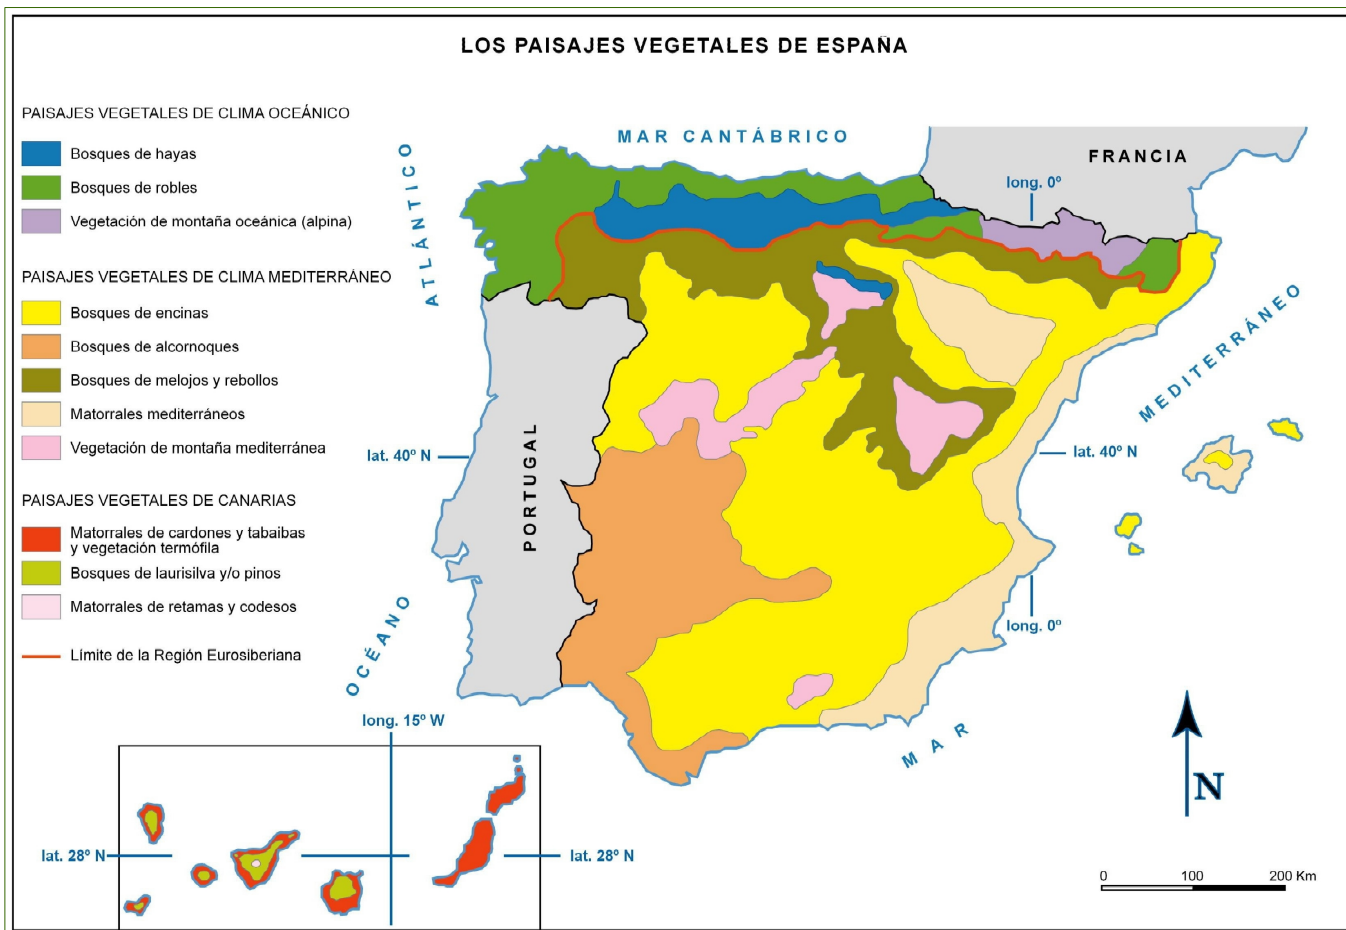 LOS PAISAJES VEGETALES DE ESPAÑA
PAISAJES VEGETALES DE CLIMA OCEÁNICO
Bosques de hayas
Bosques de robles
Vegetación de montaña oceánica (alpina)
PAISAJES VEGETALES DE CLIMA MEDITERRÁNEO
Bosques de encinas
Bosques de alcornoques
Bosques de melojos y rebollos
Matorrales mediterráneos
Vegetación de montaña mediterránea
PAISAJES VEGETALES DE CANARIAS
Matorrales de cardones y tabaibas
y vegetación termófila
Bosques de laurisilva y/o pinos
Matorrales de retamas y codesos
Límite de la Región Eurosiberiana
MAR CANTÁBRICO
FRANCIA
long. 0º
ATLÁNTICO
OCÉANO
PORTUGAL
lat. 40º N
lat. 40º N
MEDITERRÁNEO
MAR
long. 0º
long. 15º W
lat. 28º N
lat. 28º N
N
0 100 200 Km